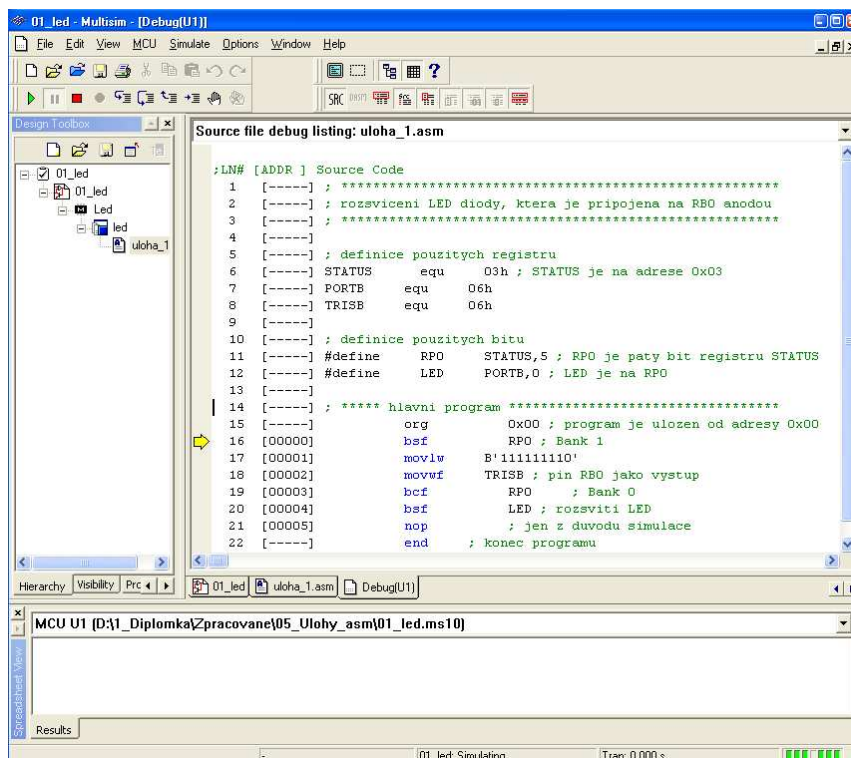 01_led - Multisim - [Debug(U1)]
File Edit View MCU Simulate Options Window Help
SRC DASM
Design Toolbox
01_led
01_led
Led
led
uloha_1
Hierarchy Visibility
Source file debug listing: uloha_1.asm
;LN# [ADDR ] Source Code
1 [-----] ; *******************************************************
2 [-----] ; rozsviceni LED diody, ktera je pripojena na RB0 anodou
3 [-----] ; *******************************************************
4 [-----]
5 [-----] ; definice pouzitych registru
6 [-----] STATUS equ 03h ; STATUS je na adrese 0x03
7 [-----] PORTB equ 06h
8 [-----] TRISB equ 06h
9 [-----]
10 [-----] ; definice pouzitych bitu
11 [-----] #define RP0 STATUS,5 ; RP0 je paty bit registru STATUS
12 [-----] #define LED PORTB,0 ; LED je na RP0
13 [-----]
14 [-----] ; ***** hlavni program **********************************
15 [-----] org 0x00 ; program je ulozen od adresy 0x00
16 [00000] bsf RP0 ; Bank 1
17 [00001] movlw B'111111110'
18 [00002] movwf TRISB ; pin RB0 jako vystup
19 [00003] bcf RP0 ; Bank 0
20 [00004] bsf LED ; rozsviti LED
21 [00005] nop ; jen z duvodu simulace
22 [-----] end ; konec programu
01_led uloha_1.asm Debug(U1)
MCU U1 (D:\1_Diplomka\Zpracovane\05_Ulohy_asm\01_led.ms10)
Spreadsheet View
Results
- 01_led: Simulating... Tran: 0.000 s